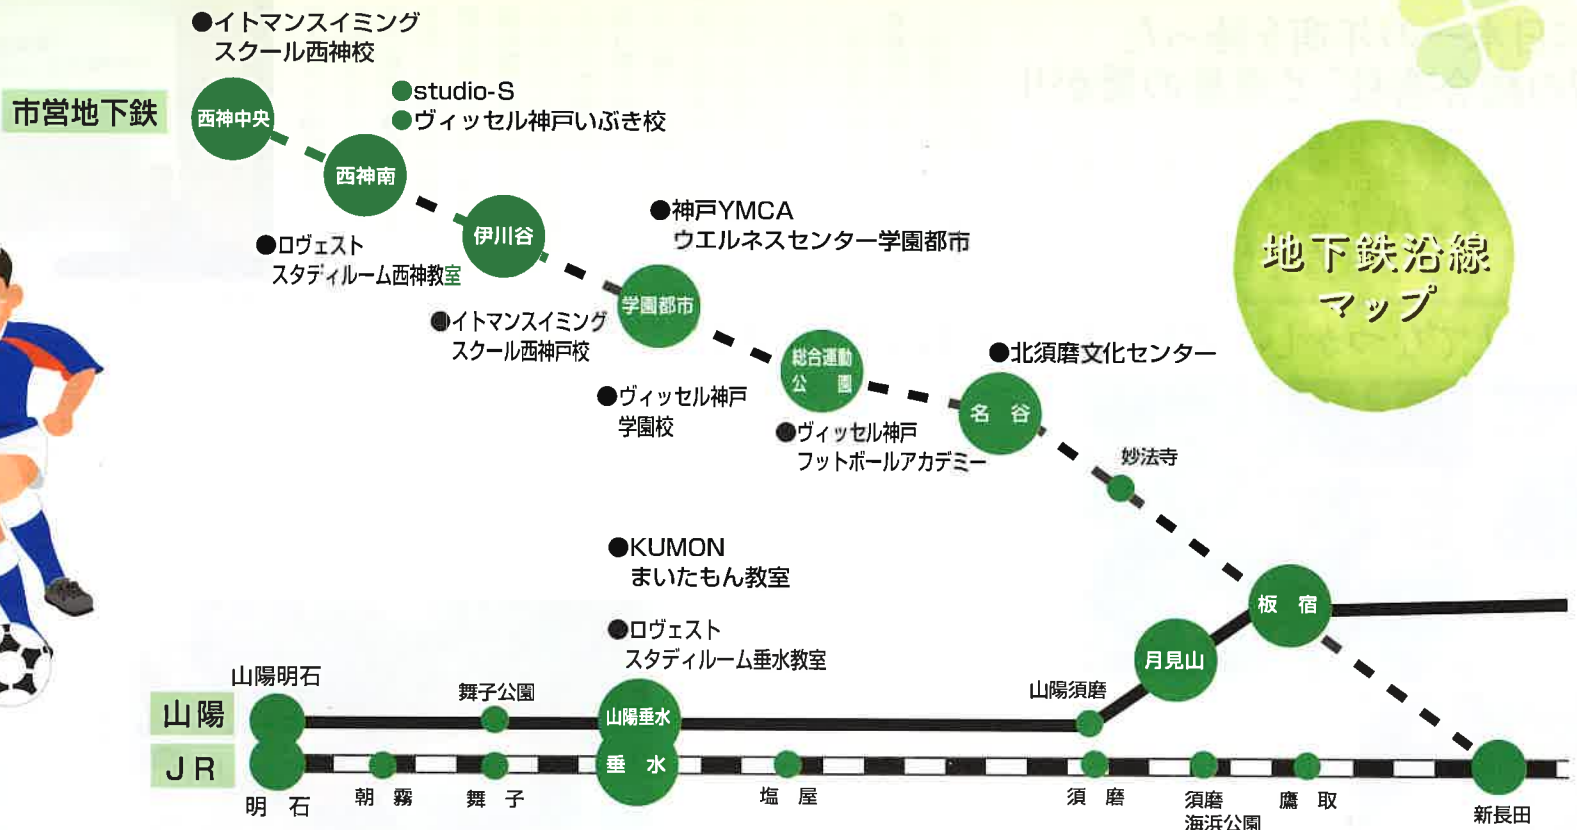 ●イトマンスイミング
スクール西神校
市営地下鉄
西神中央
●studio-S
●ヴィッセル神戸いぶき校
西神南
●ロヴェスト
スタディルーム西神教室
伊川谷
●神戸YMCA
ウエルネスセンター学園都市
●イトマンスイミング
スクール西神戸校
学園都市
地下鉄沿線
マップ
●ヴィッセル神戸
学園校
総合運動
公園
●ヴィッセル神戸
フットボールアカデミー
●北須磨文化センター
名 谷
妙法寺
●KUMON
まいたもん教室
●ロヴェスト
スタディルーム垂水教室
板 宿
月見山
山陽明石
舞子公園
山陽須磨
山陽
山陽垂水
JR
垂 水
明 石
朝 霧
舞 子
塩 屋
須 磨
須磨
海浜公園
鷹 取
新長田